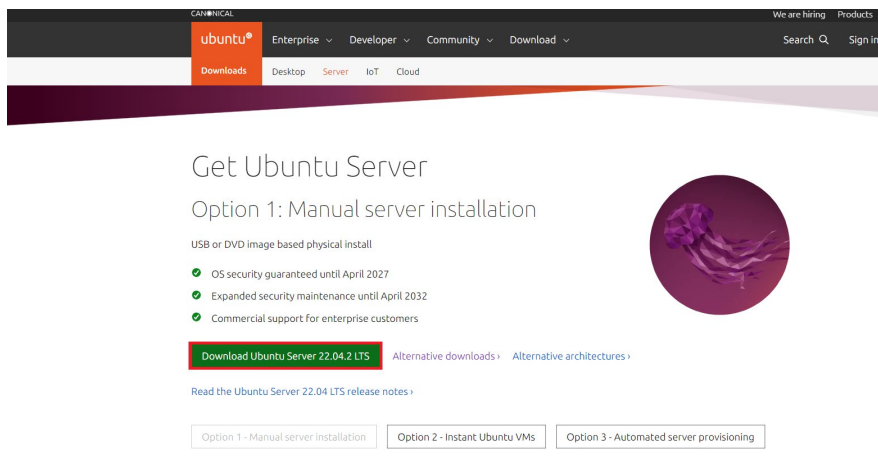 CANONICAL We are hiring Products
ubuntu® Enterprise Developer Community Download Search Sign in
Downloads Desktop Server IoT Cloud
Get Ubuntu Server
Option 1: Manual server installation
USB or DVD image based physical install
OS security guaranteed until April 2027
Expanded security maintenance until April 2032
Commercial support for enterprise customers
Download Ubuntu Server 22.04.2 LTS Alternative downloads › Alternative architectures ›
Read the Ubuntu Server 22.04 LTS release notes ›
Option 1 - Manual server installation Option 2 - Instant Ubuntu VMs Option 3 - Automated server provisioning